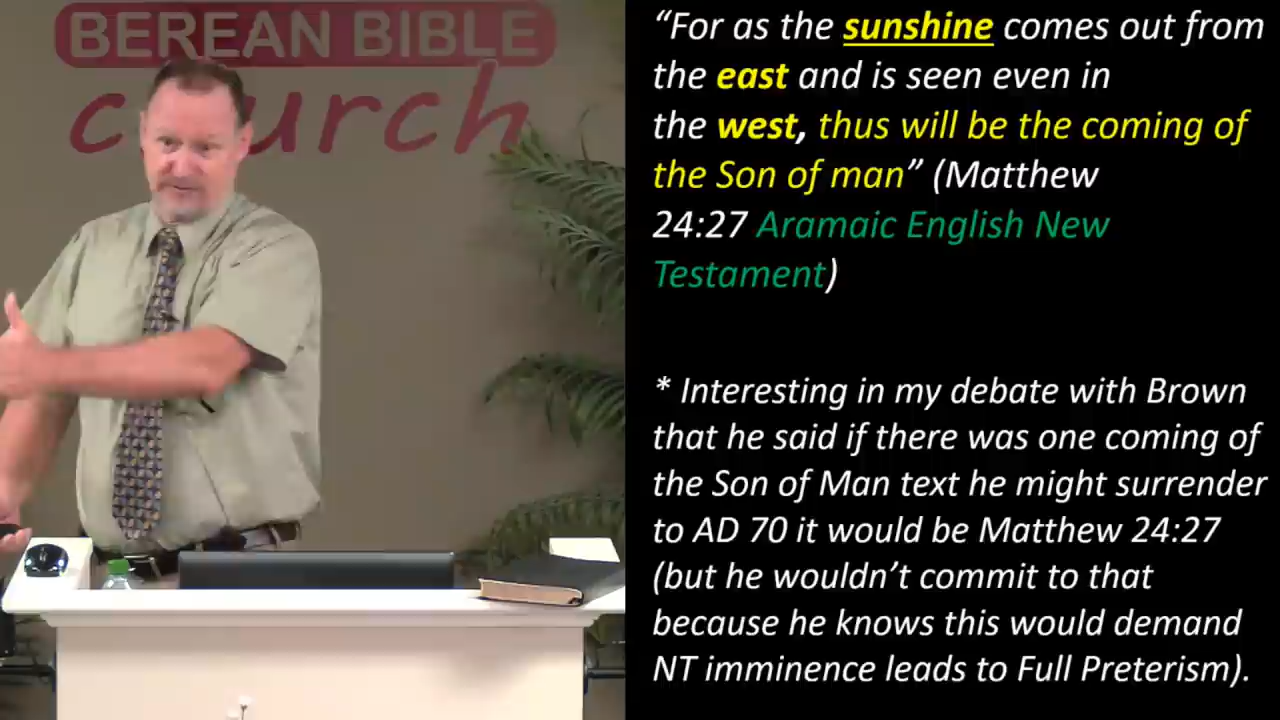 BEREAN BIBLE
church
“For as the sunshine comes out from
the east and is seen even in
the west, thus will be the coming of
the Son of man” (Matthew
24:27 Aramaic English New
Testament)
* Interesting in my debate with Brown
that he said if there was one coming of
the Son of Man text he might surrender
to AD 70 it would be Matthew 24:27
(but he wouldn’t commit to that
because he knows this would demand
NT imminence leads to Full Preterism).